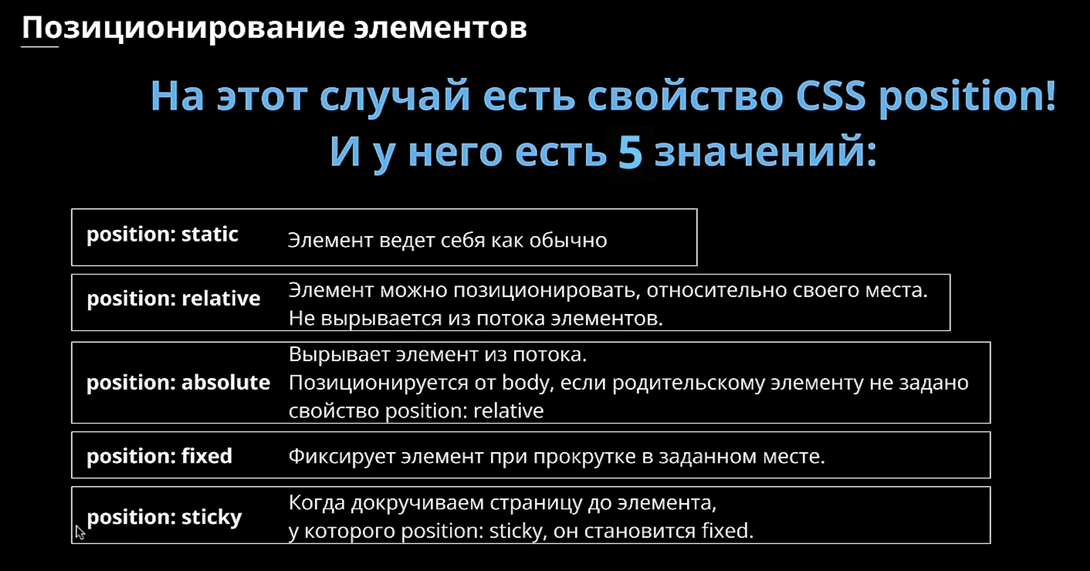 Позиционирование элементов
На этот случай есть свойство CSS position!
И у него есть 5 значений:
position: static
Элемент ведет себя как обычно
position: relative
Элемент можно позиционировать, относительно своего места.
Не вырывается из потока элементов.
position: absolute
Вырывает элемент из потока.
Позиционируется от body, если родительскому элементу не задано
свойство position: relative
position: fixed
Фиксирует элемент при прокрутке в заданном месте.
position: sticky
Когда докручиваем страницу до элемента,
у которого position: sticky, он становится fixed.